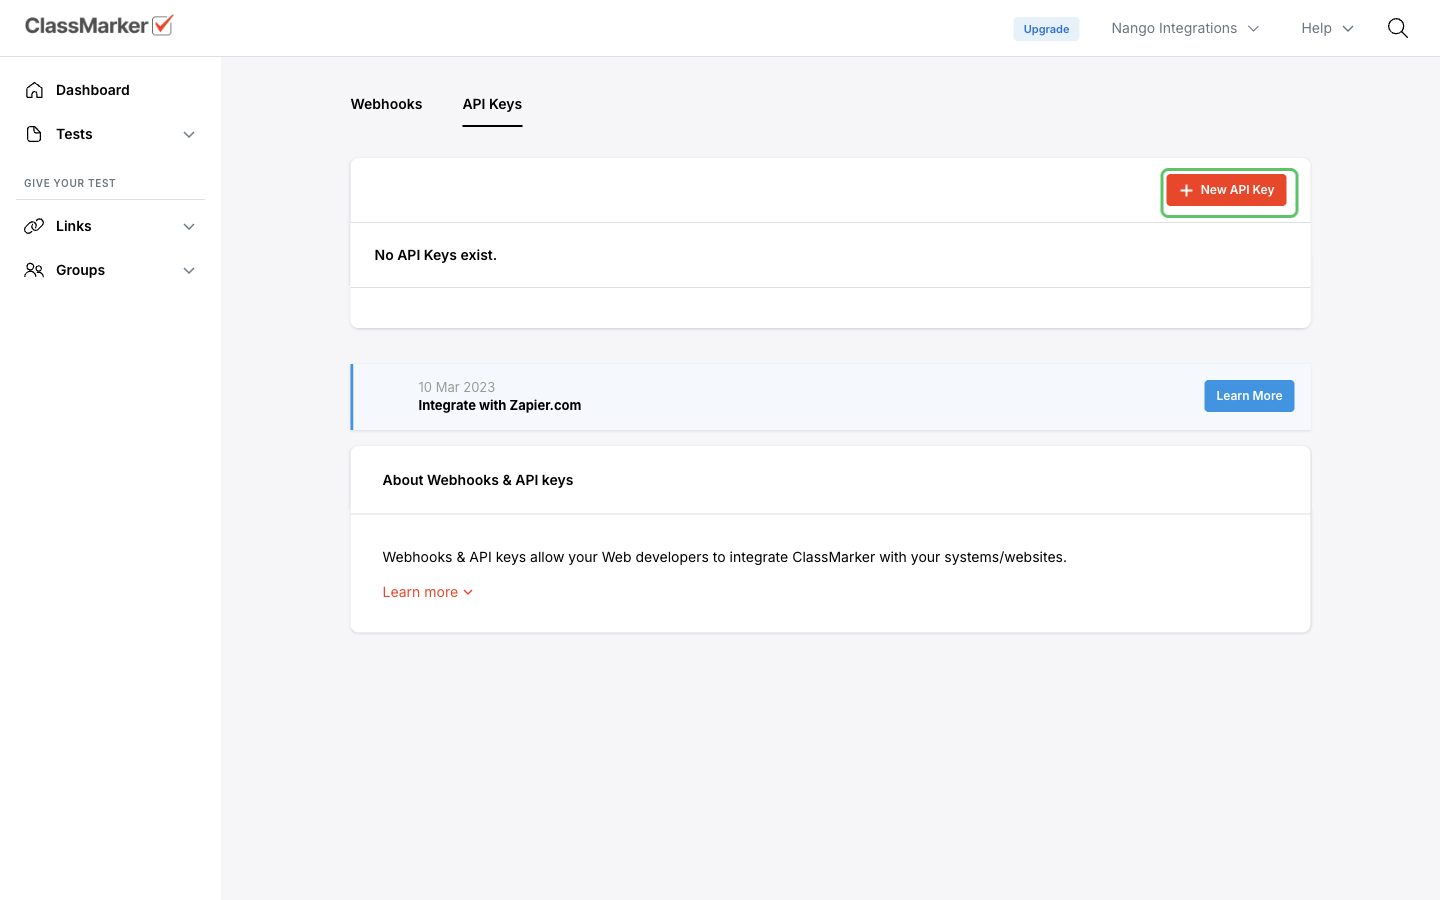 ClassMarker
Upgrade
Nango Integrations
Help
Dashboard
Tests
GIVE YOUR TEST
Links
Groups
Webhooks
API Keys
New API Key
No API Keys exist.
10 Mar 2023
Integrate with Zapier.com
Learn More
About Webhooks & API keys
Webhooks & API keys allow your Web developers to integrate ClassMarker with your systems/websites.
Learn more